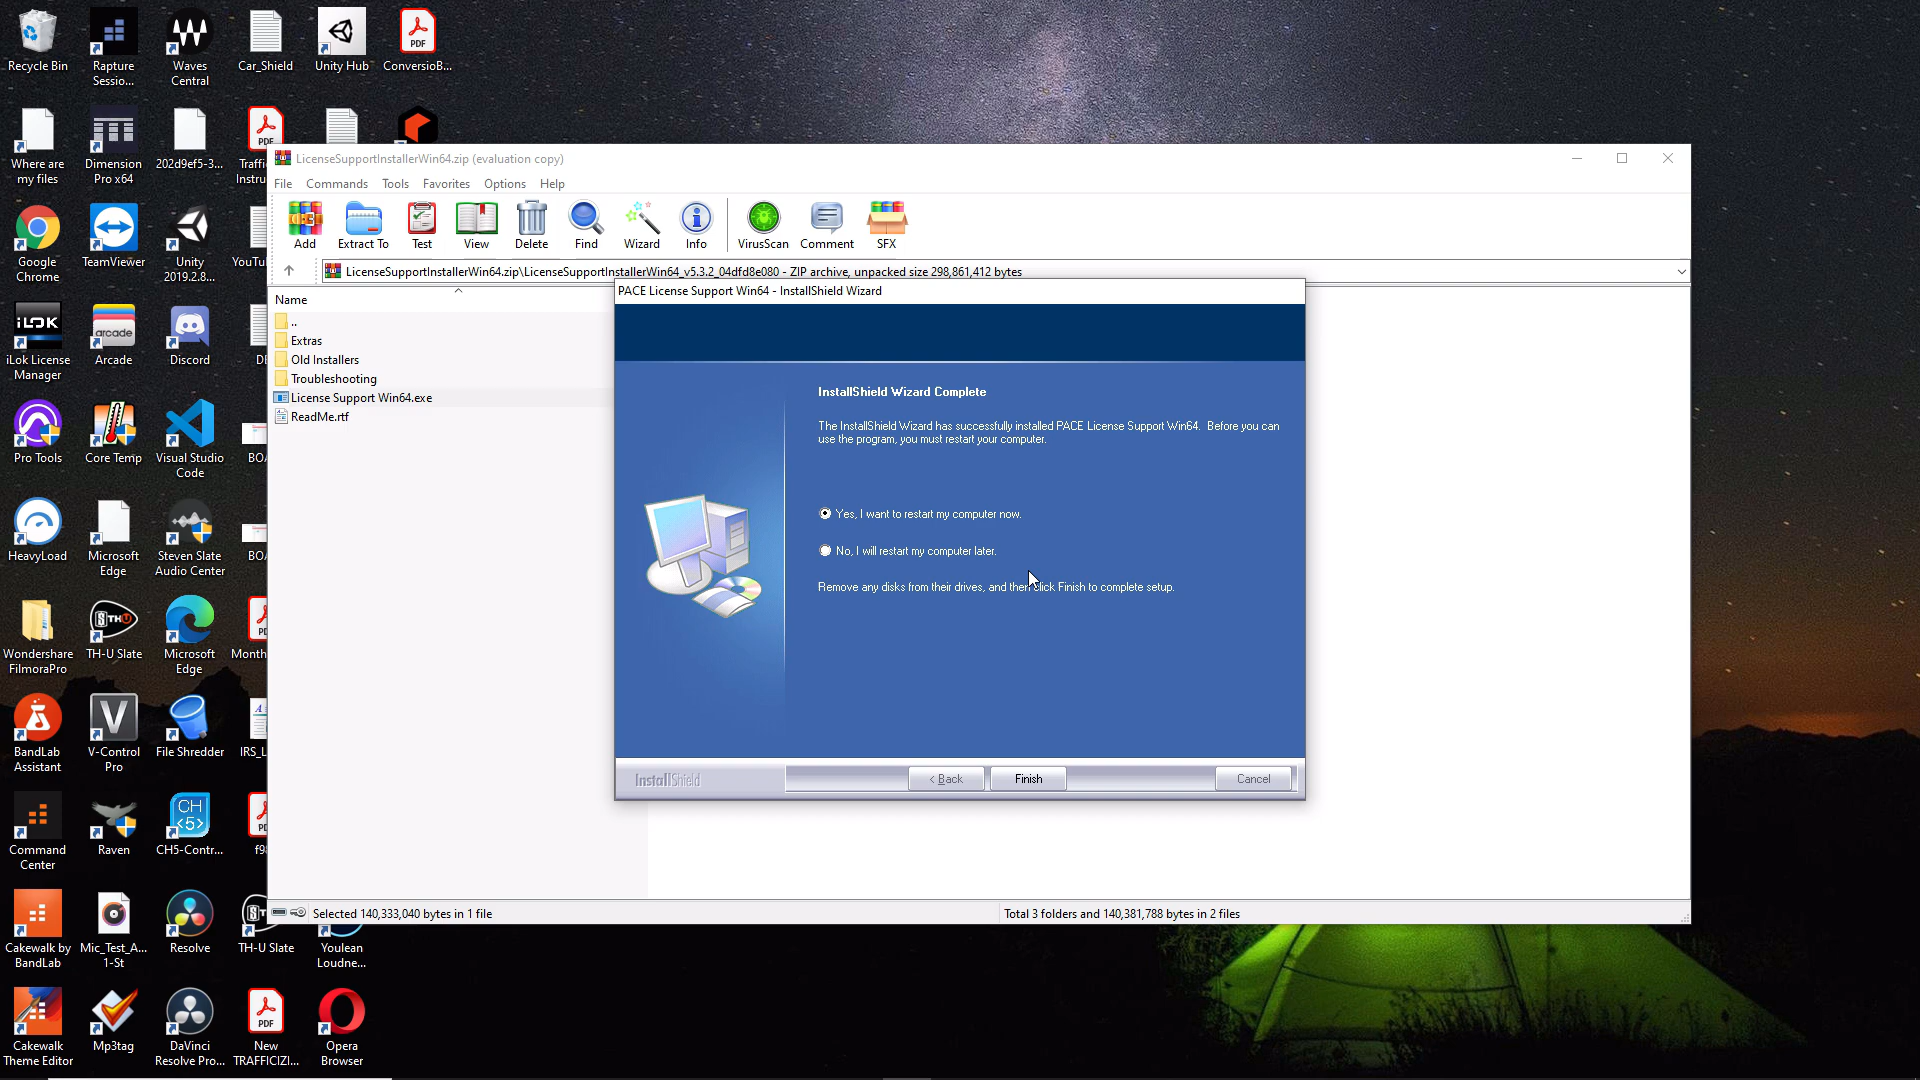 Recycle Bin
Rapture
Sessio...
Waves
Central
Car_Shield
Unity Hub
PDF
ConversioB...
Where are
my files
Dimension
Pro x64
202d9ef5-3...
PDF
Traffi
Instru
Google
Chrome
TeamViewer
Unity
2019.2.8...
YouTu
iLOK
iLok License
Manager
arcade
Arcade
Discord
DE
Pro Tools
Core Temp
Visual Studio
Code
BOA
HeavyLoad
Microsoft
Edge
Steven Slate
Audio Center
BOA
Wondershare
FilmoraPro
TH-U Slate
Microsoft
Edge
Month
BandLab
Assistant
V-Control
Pro
File Shredder
IRS_L
Command
Center
Raven
CH
<5>
CH5-Contr...
f98
Cakewalk by
BandLab
Mic_Test_A...
1-St
Resolve
TH-U Slate
Youlean
Loudne...
Cakewalk
Theme Editor
Mp3tag
DaVinci
Resolve Pro...
PDF
New
TRAFFICIZI...
Opera
Browser
LicenseSupportInstallerWin64.zip (evaluation copy)
File Commands Tools Favorites Options Help
Add Extract To Test View Delete Find Wizard Info VirusScan Comment SFX
LicenseSupportInstallerWin64.zip\LicenseSupportInstallerWin64_v5.3.2_04dfd8e080 - ZIP archive, unpacked size 298,861,412 bytes
Name
..
Extras
Old Installers
Troubleshooting
License Support Win64.exe
ReadMe.rtf
PACE License Support Win64 - InstallShield Wizard
InstallShield Wizard Complete
The InstallShield Wizard has successfully installed PACE License Support Win64. Before you can
use the program, you must restart your computer.
Yes, I want to restart my computer now.
No, I will restart my computer later.
Remove any disks from their drives, and then click Finish to complete setup.
InstallShield
< Back
Finish
Cancel
Selected 140,333,040 bytes in 1 file
Total 3 folders and 140,381,788 bytes in 2 files